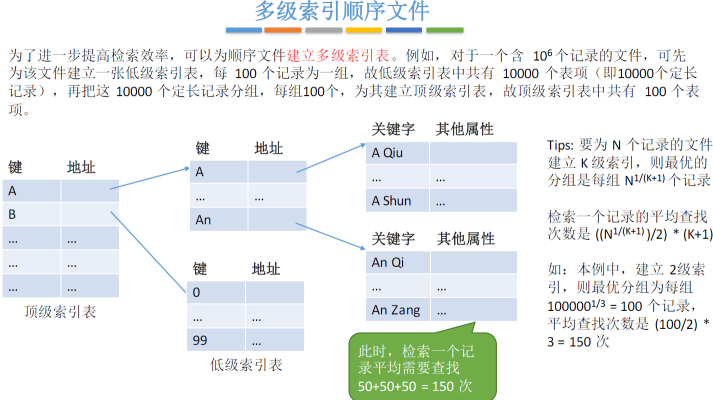 多级索引顺序文件
为了进一步提高检索效率，可以为顺序文件建立多级索引表。例如，对于一个含 10⁶ 个记录的文件，可先
为该文件建立一张低级索引表，每 100 个记录为一组，故低级索引表中共有 10000 个表项（即10000个定长
记录），再把这 10000 个定长记录分组，每组100个，为其建立顶级索引表，故顶级索引表中共有 100 个表
项。
键 地址
A
B
... ...
... ...
... ...
顶级索引表
键 地址
A
... ...
An
键 地址
0
... ...
99 ...
低级索引表
关键字 其他属性
A Qiu
... ...
A Shun ...
关键字 其他属性
An Qi
... ...
An Zang ...
此时，检索一个记
录平均需要查找
50+50+50 = 150 次
Tips: 要为 N 个记录的文件
建立 K 级索引，则最优的
分组是每组 N^1/(K+1) 个记录
检索一个记录的平均查找
次数是 ((N^1/(K+1) )/2) * (K+1)
如：本例中，建立 2级索
引，则最优分组为每组
100000^1/3 = 100 个记录，
平均查找次数是 (100/2) *
3 = 150 次